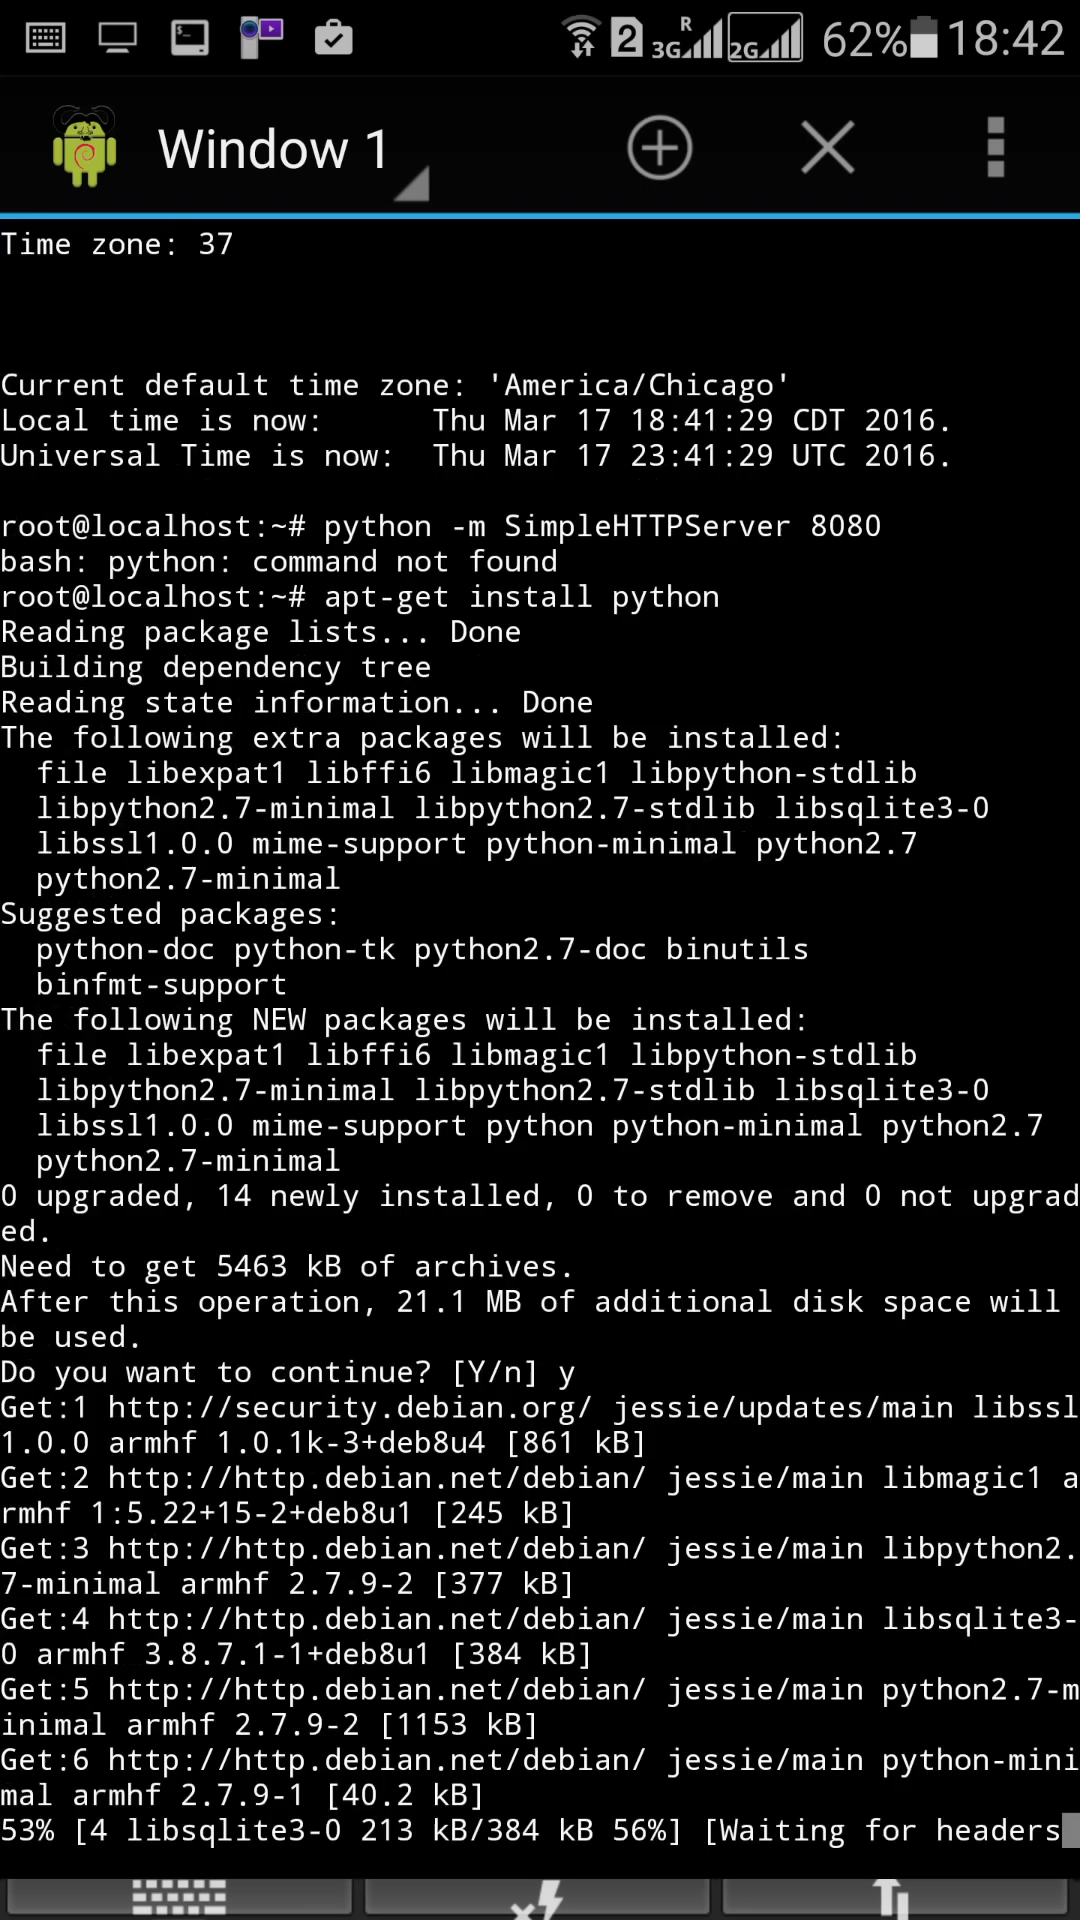 2 3G R 2G 62% 18:42
Window 1
Time zone: 37
Current default time zone: 'America/Chicago'
Local time is now:      Thu Mar 17 18:41:29 CDT 2016.
Universal Time is now:  Thu Mar 17 23:41:29 UTC 2016.
root@localhost:~# python -m SimpleHTTPServer 8080
bash: python: command not found
root@localhost:~# apt-get install python
Reading package lists... Done
Building dependency tree
Reading state information... Done
The following extra packages will be installed:
  file libexpat1 libffi6 libmagic1 libpython-stdlib
  libpython2.7-minimal libpython2.7-stdlib libsqlite3-0
  libssl1.0.0 mime-support python-minimal python2.7
  python2.7-minimal
Suggested packages:
  python-doc python-tk python2.7-doc binutils
  binfmt-support
The following NEW packages will be installed:
  file libexpat1 libffi6 libmagic1 libpython-stdlib
  libpython2.7-minimal libpython2.7-stdlib libsqlite3-0
  libssl1.0.0 mime-support python python-minimal python2.7
  python2.7-minimal
0 upgraded, 14 newly installed, 0 to remove and 0 not upgrad
ed.
Need to get 5463 kB of archives.
After this operation, 21.1 MB of additional disk space will
be used.
Do you want to continue? [Y/n] y
Get:1 http://security.debian.org/ jessie/updates/main libssl
1.0.0 armhf 1.0.1k-3+deb8u4 [861 kB]
Get:2 http://http.debian.net/debian/ jessie/main libmagic1 a
rmhf 1:5.22+15-2+deb8u1 [245 kB]
Get:3 http://http.debian.net/debian/ jessie/main libpython2.
7-minimal armhf 2.7.9-2 [377 kB]
Get:4 http://http.debian.net/debian/ jessie/main libsqlite3-
0 armhf 3.8.7.1-1+deb8u1 [384 kB]
Get:5 http://http.debian.net/debian/ jessie/main python2.7-m
inimal armhf 2.7.9-2 [1153 kB]
Get:6 http://http.debian.net/debian/ jessie/main python-mini
mal armhf 2.7.9-1 [40.2 kB]
53% [4 libsqlite3-0 213 kB/384 kB 56%] [Waiting for headers